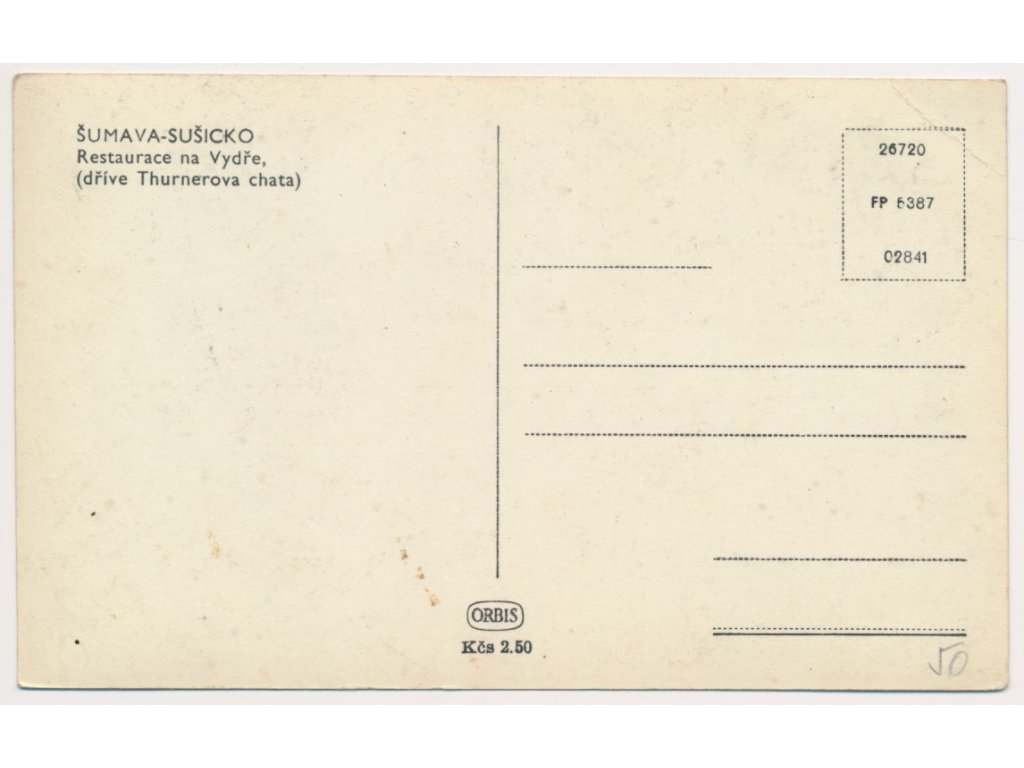 ŠUMAVA-SUŠICKO
Restaurace na Vydře,
(dříve Thurnerova chata)
26720
FP 5387
02841
ORBIS
Kčs 2.50
50